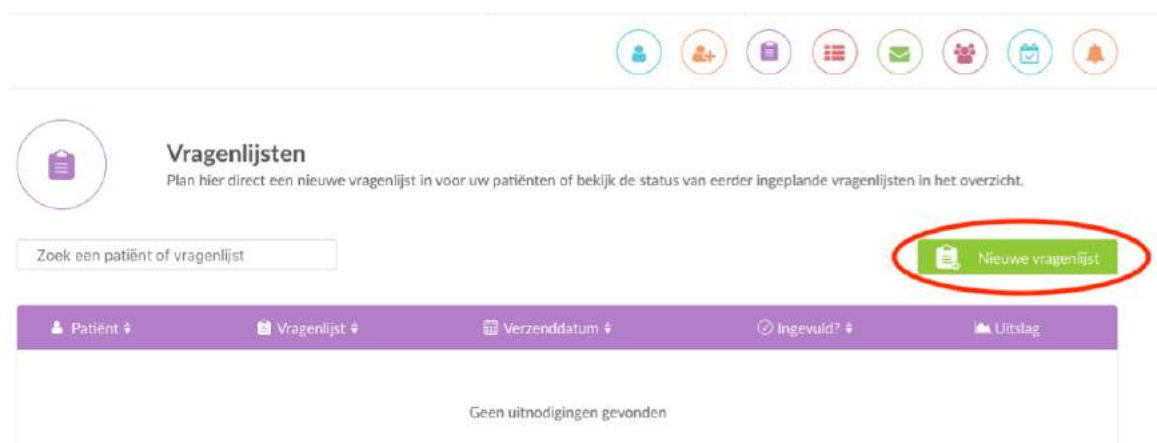 Vragenlijsten
Plan hier direct een nieuwe vragenlijst in voor uw patiënten of bekijk de status van eerder ingeplande vragenlijsten in het overzicht.
Zoek een patiënt of vragenlijst
Nieuwe vragenlijst
Patiënt Vragenlijst Verzenddatum Ingevuld? Uitslag
Geen uitnodigingen gevonden